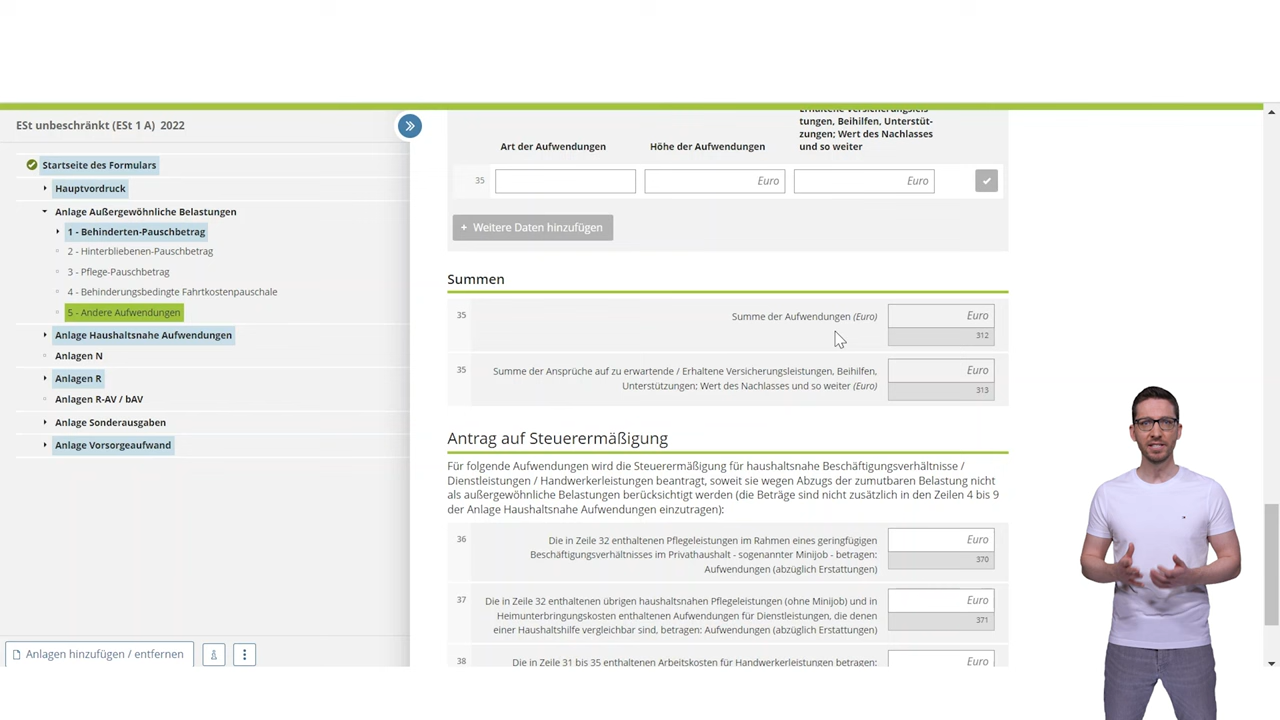 ESt unbeschränkt (ESt 1 A) 2022
Startseite des Formulars
Hauptvordruck
Anlage Außergewöhnliche Belastungen
1 - Behinderten-Pauschbetrag
2 - Hinterbliebenen-Pauschbetrag
3 - Pflege-Pauschbetrag
4 - Behinderungsbedingte Fahrtkostenpauschale
5 - Andere Aufwendungen
Anlage Haushaltsnahe Aufwendungen
Anlagen N
Anlagen R
Anlagen R-AV / bAV
Anlage Sonderausgaben
Anlage Vorsorgeaufwand
Anlagen hinzufügen / entfernen
Erhaltene Versicherungsleis-
tungen, Beihilfen, Unterstüt-
zungen; Wert des Nachlasses
und so weiter
Art der Aufwendungen
Höhe der Aufwendungen
35
Euro
Euro
+ Weitere Daten hinzufügen
Summen
35
Summe der Aufwendungen (Euro)
Euro
312
35
Summe der Ansprüche auf zu erwartende / Erhaltene Versicherungsleistungen, Beihilfen,
Unterstützungen; Wert des Nachlasses und so weiter (Euro)
Euro
313
Antrag auf Steuerermäßigung
Für folgende Aufwendungen wird die Steuerermäßigung für haushaltsnahe Beschäftigungsverhältnisse /
Dienstleistungen / Handwerkerleistungen beantragt, soweit sie wegen Abzugs der zumutbaren Belastung nicht
als außergewöhnliche Belastungen berücksichtigt werden (die Beträge sind nicht zusätzlich in den Zeilen 4 bis 9
der Anlage Haushaltsnahe Aufwendungen einzutragen):
36
Die in Zeile 32 enthaltenen Pflegeleistungen im Rahmen eines geringfügigen
Beschäftigungsverhältnisses im Privathaushalt - sogenannter Minijob - betragen:
Aufwendungen (abzüglich Erstattungen)
Euro
370
37
Die in Zeile 32 enthaltenen übrigen haushaltsnahen Pflegeleistungen (ohne Minijob) und in
Heimunterbringungskosten enthaltenen Aufwendungen für Dienstleistungen, die denen
einer Haushaltshilfe vergleichbar sind, betragen: Aufwendungen (abzüglich Erstattungen)
Euro
371
38
Die in Zeile 31 bis 35 enthaltenen Arbeitskosten für Handwerkerleistungen betragen:
Euro